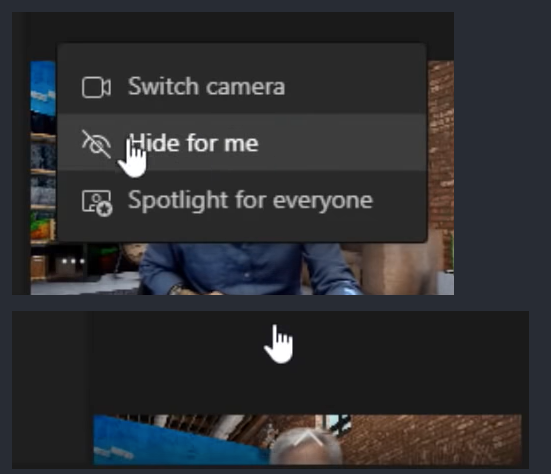 Switch camera
Hide for me
Spotlight for everyone